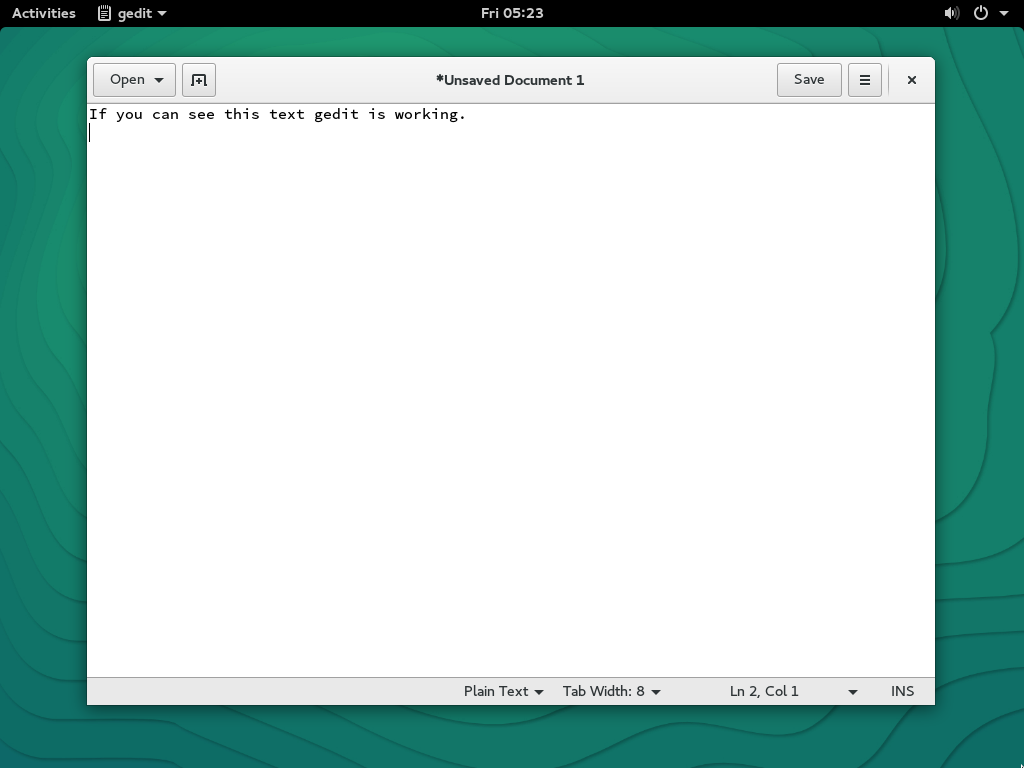 Activities gedit Fri 05:23
Open *Unsaved Document 1 Save
If you can see this text gedit is working.
Plain Text Tab Width: 8 Ln 2, Col 1 INS